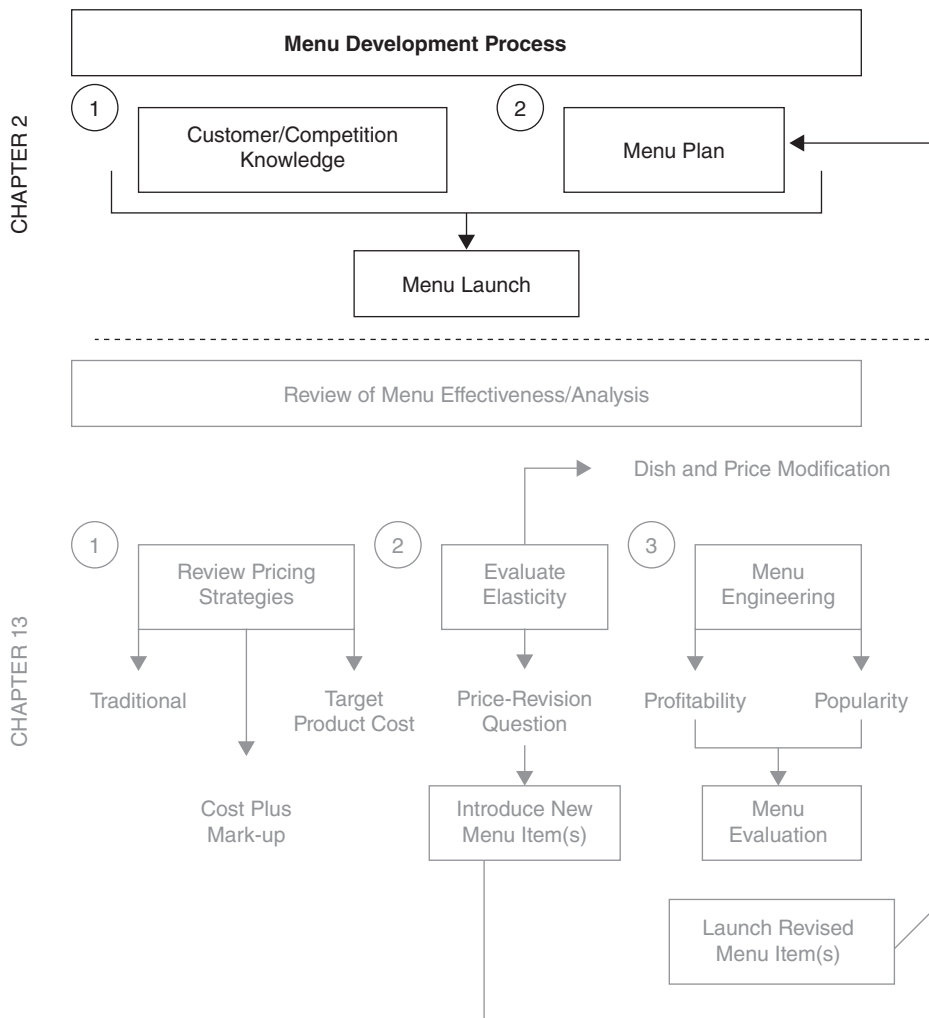 CHAPTER 2
Menu Development Process
1
Customer/Competition
Knowledge
2
Menu Plan
Menu Launch
CHAPTER 13
Review of Menu Effectiveness/Analysis
Dish and Price Modification
1
Review Pricing
Strategies
2
Evaluate
Elasticity
3
Menu
Engineering
Traditional
Target
Product Cost
Price-Revision
Question
Profitability
Popularity
Cost Plus
Mark-up
Introduce New
Menu Item(s)
Menu
Evaluation
Launch Revised
Menu Item(s)